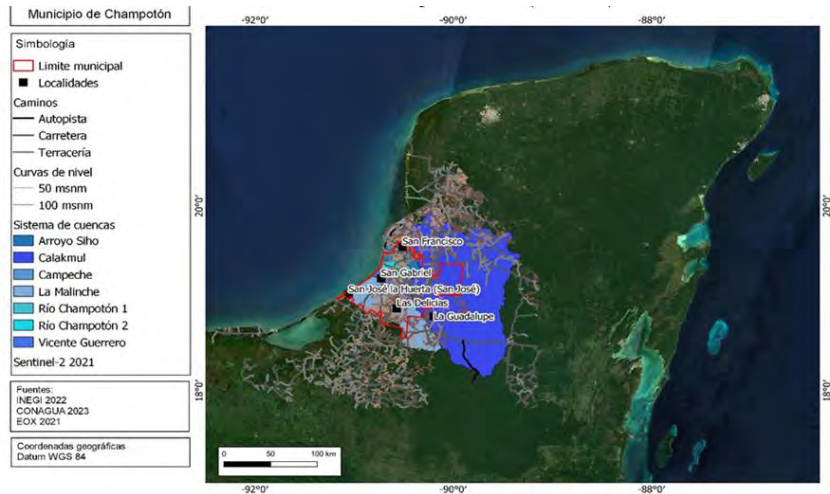 Municipio de Champotón
Simbología
Limite municipal
Localidades
Caminos
Autopista
Carretera
Terracería
Curvas de nivel
50 msnm
100 msnm
Sistema de cuencas
Arroyo Siho
Calakmul
Campeche
La Malinche
Río Champotón 1
Río Champotón 2
Vicente Guerrero
Sentinel-2 2021
Fuentes:
INEGI 2022
CONAGUA 2023
EOX 2021
Coordenadas geográficas
Datum WGS 84
-92°0' -90°0' -88°0'
20°0' 20°0'
San Francisco
San Gabriel
San José la Huerta (San José)
Las Delicias
La Guadalupe
18°0' 18°0'
0 50 100 km
-92°0' -90°0' -88°0'